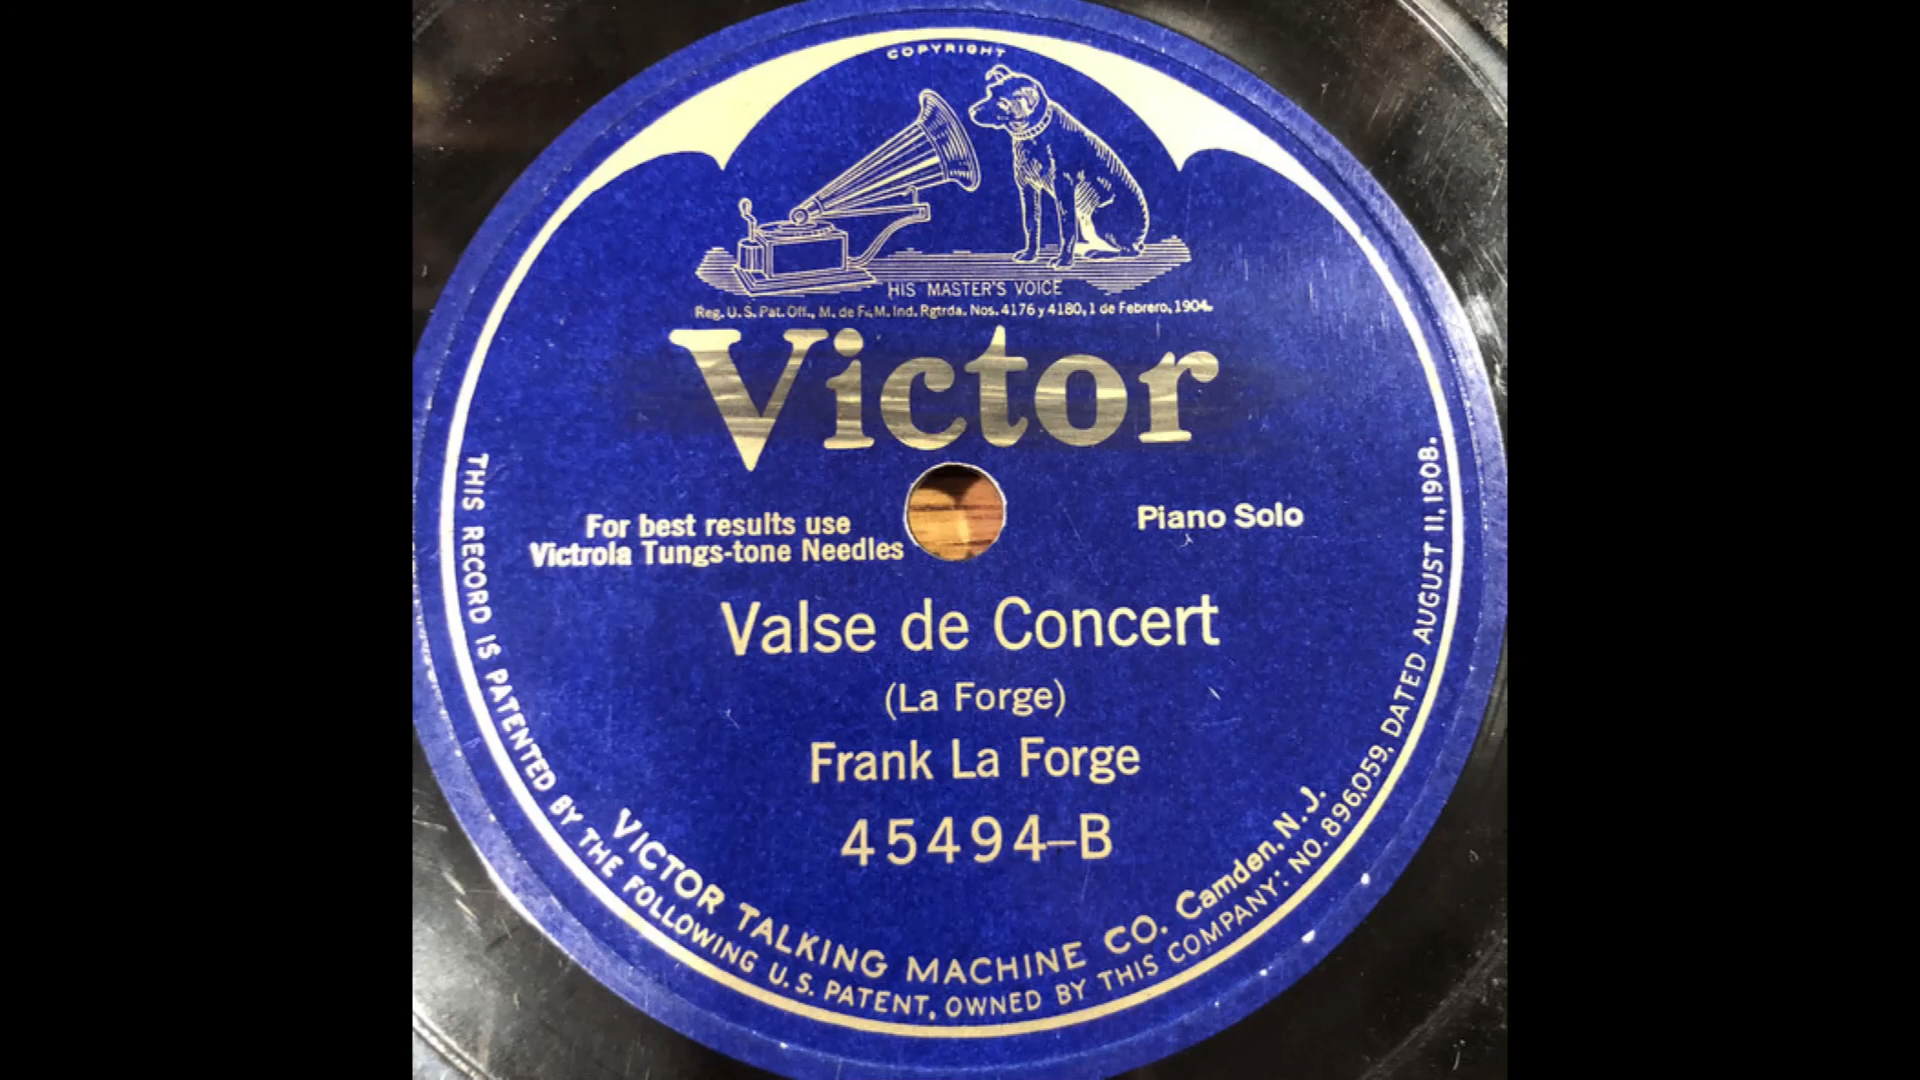 COPYRIGHT
HIS MASTER'S VOICE
Reg. U. S. Pat. Off., M. de F. M. Ind. Rgtrda. Nos. 4176 y 4180, 1 de Febrero, 1904.
Victor
For best results use
Victrola Tungs-tone Needles
Piano Solo
Valse de Concert
(La Forge)
Frank La Forge
45494-B
VICTOR TALKING MACHINE CO. Camden, N. J.
THIS RECORD IS PATENTED BY THE FOLLOWING U. S. PATENT, OWNED BY THIS COMPANY: NO. 896,059, DATED AUGUST 11, 1908.